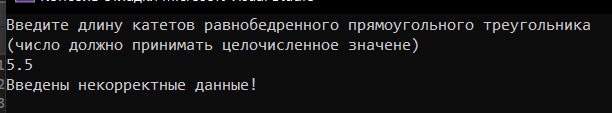 Введите длину катетов равнобедренного прямоугольного треугольника
(число должно принимать целочисленное значене)
5.5
Введены некорректные данные!